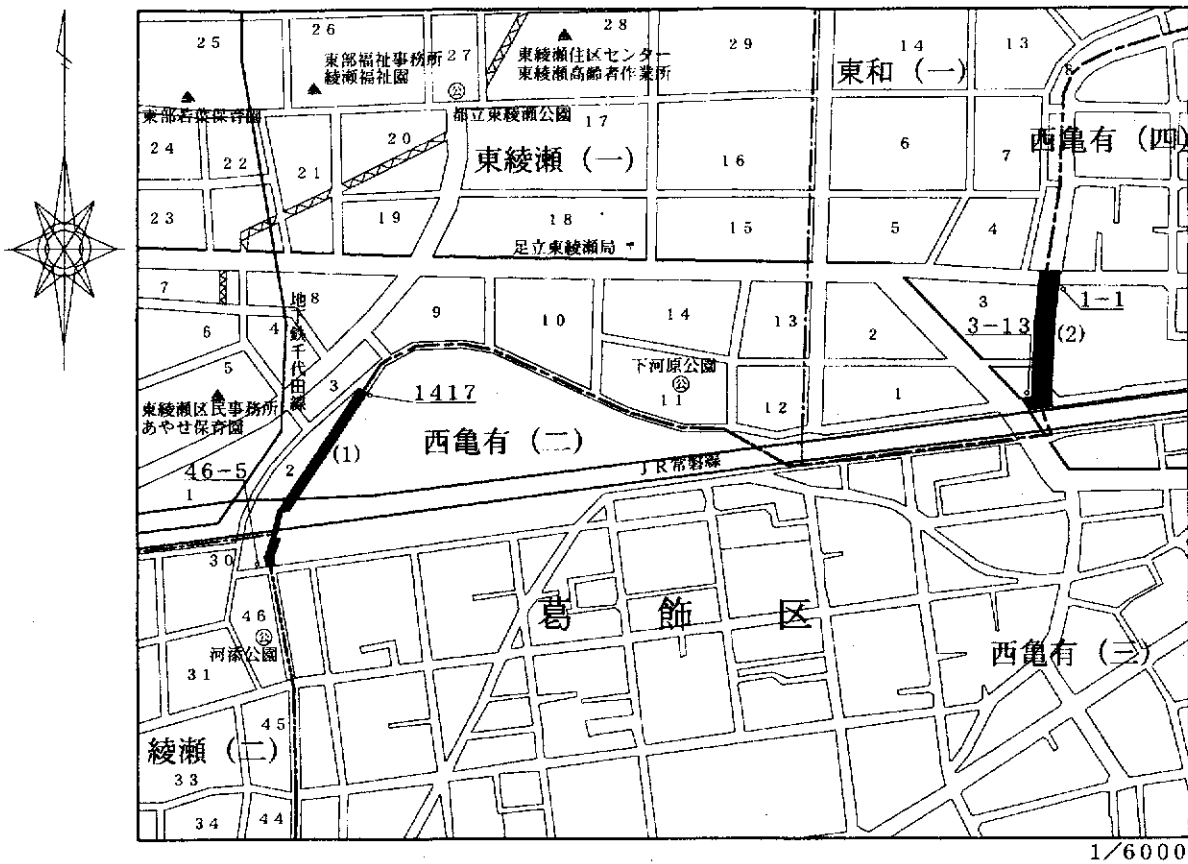 25
26
28
29
14
13
東部福祉事務所
綾瀬福祉園
27
東綾瀬住区センター
東綾瀬高齢者作業所
東和(一)
東部若葉保育園
公
都立東綾瀬公園
17
西亀有(四)
24
22
21
20
東綾瀬(一)
16
6
7
23
19
18
足立東綾瀬局
15
5
4
7
8
地下鉄千代田線
6
4
9
10
14
13
2
3
1-1
3-13
(2)
5
3
東綾瀬区民事務所
あやせ保育園
1417
下河原公園
公
11
12
1
西亀有(二)
46-5
2
(1)
JR常磐線
1
30
46
公
河添公園
葛飾区
西亀有(三)
31
45
綾瀬(二)
33
34
44
1/6000